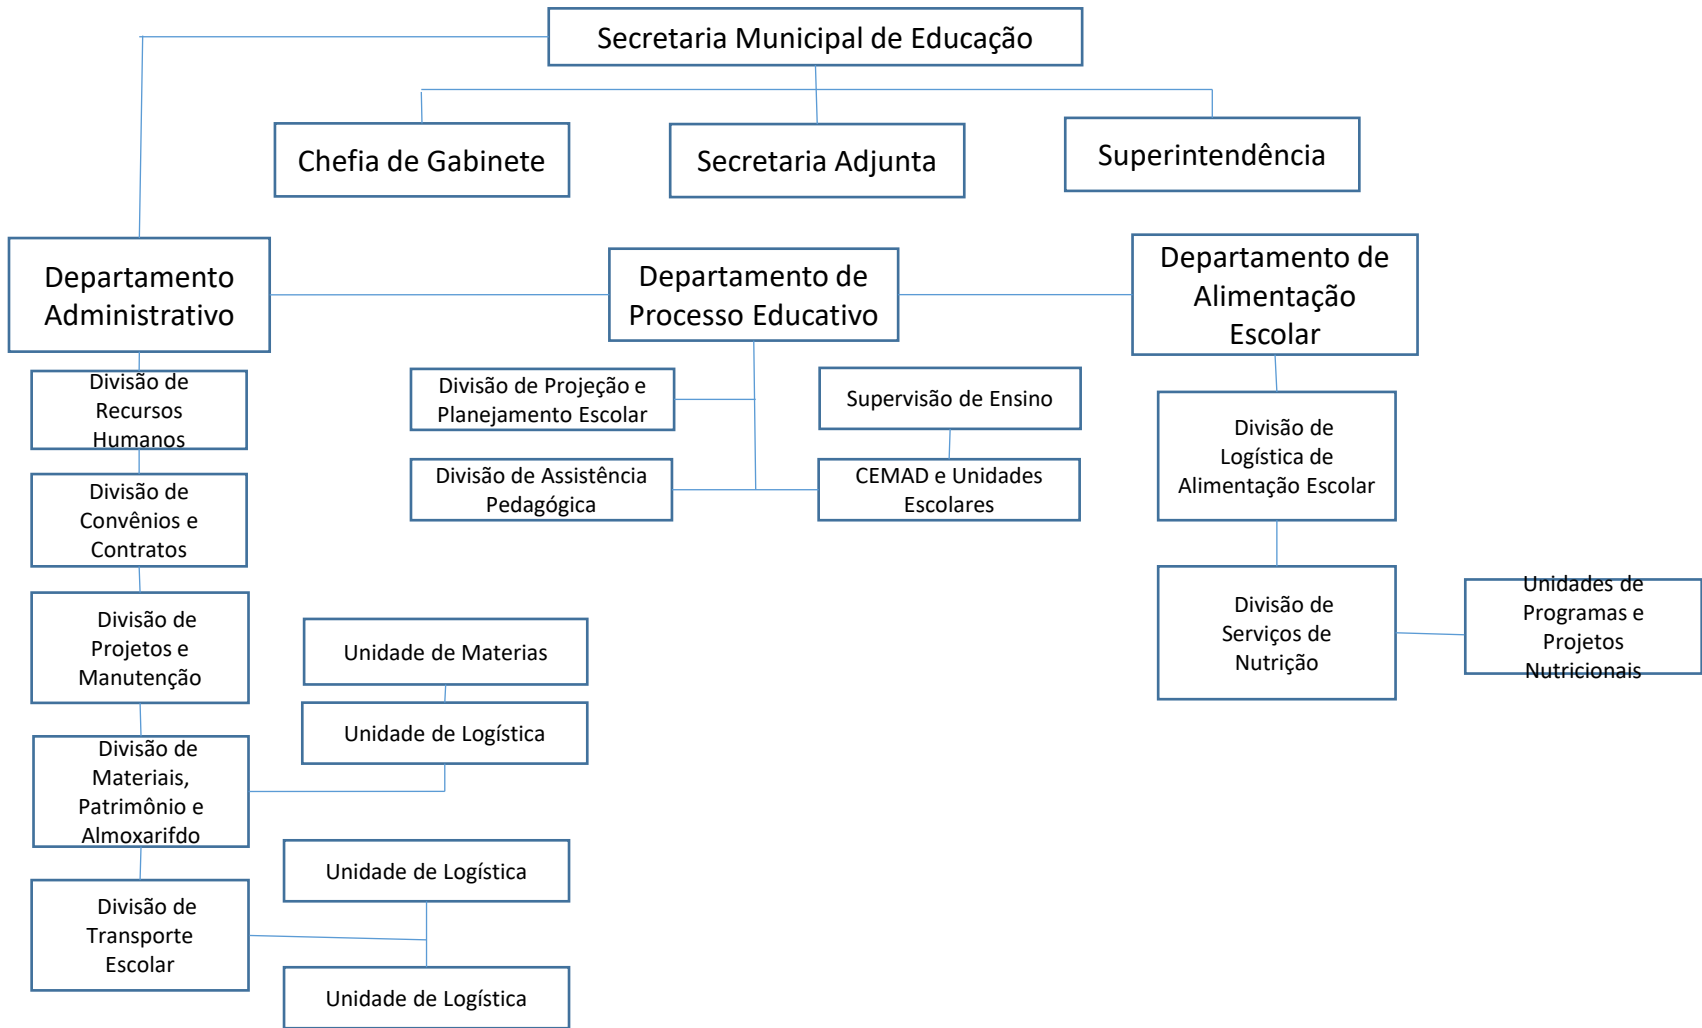 Secretaria Municipal de Educação
Chefia de Gabinete
Secretaria Adjunta
Superintendência
Departamento
Administrativo
Departamento de
Processo Educativo
Departamento de
Alimentação
Escolar
Divisão de
Recursos
Humanos
Divisão de
Convênios e
Contratos
Divisão de
Projetos e
Manutenção
Divisão de
Materiais,
Patrimônio e
Almoxarifdo
Divisão de
Transporte
Escolar
Unidade de Materias
Unidade de Logística
Unidade de Logística
Unidade de Logística
Divisão de Projeção e
Planejamento Escolar
Divisão de Assistência
Pedagógica
Supervisão de Ensino
CEMAD e Unidades
Escolares
Divisão de
Logística de
Alimentação Escolar
Divisão de
Serviços de
Nutrição
Unidades de
Programas e
Projetos
Nutricionais